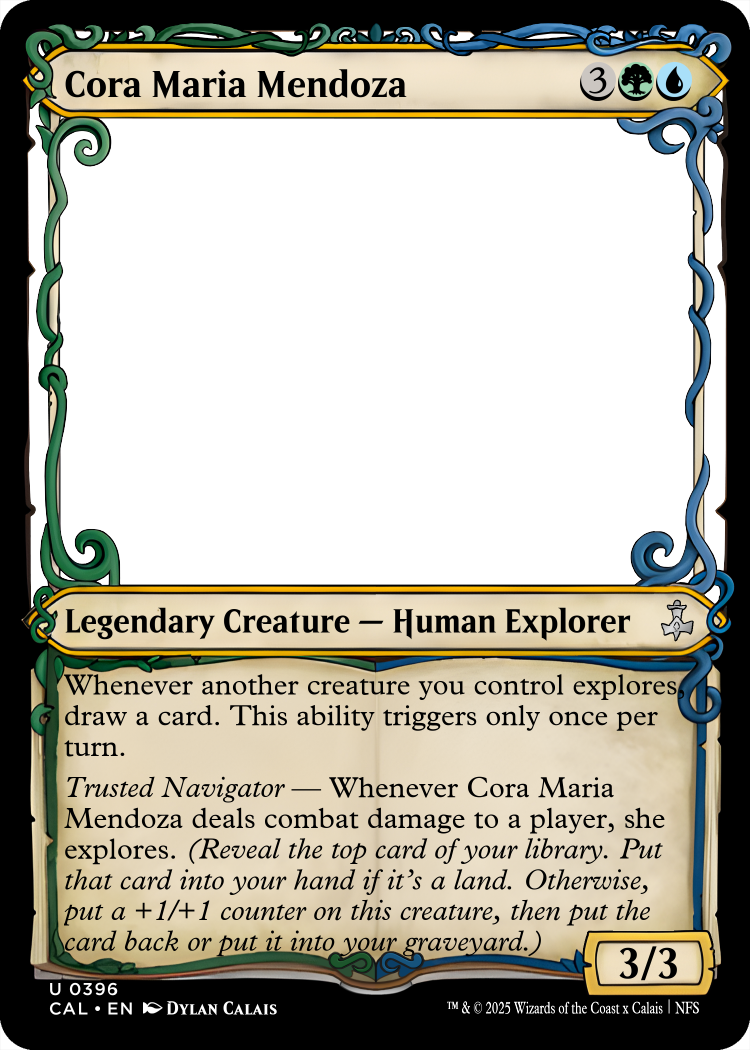 Cora Maria Mendoza 3
Legendary Creature — Human Explorer
Whenever another creature you control explores,
draw a card. This ability triggers only once per
turn.
Trusted Navigator — Whenever Cora Maria
Mendoza deals combat damage to a player, she
explores. (Reveal the top card of your library. Put
that card into your hand if it's a land. Otherwise,
put a +1/+1 counter on this creature, then put the
card back or put it into your graveyard.)
3/3
U 0396
CAL • EN Dylan Calais
™ & © 2025 Wizards of the Coast x Calais | NFS